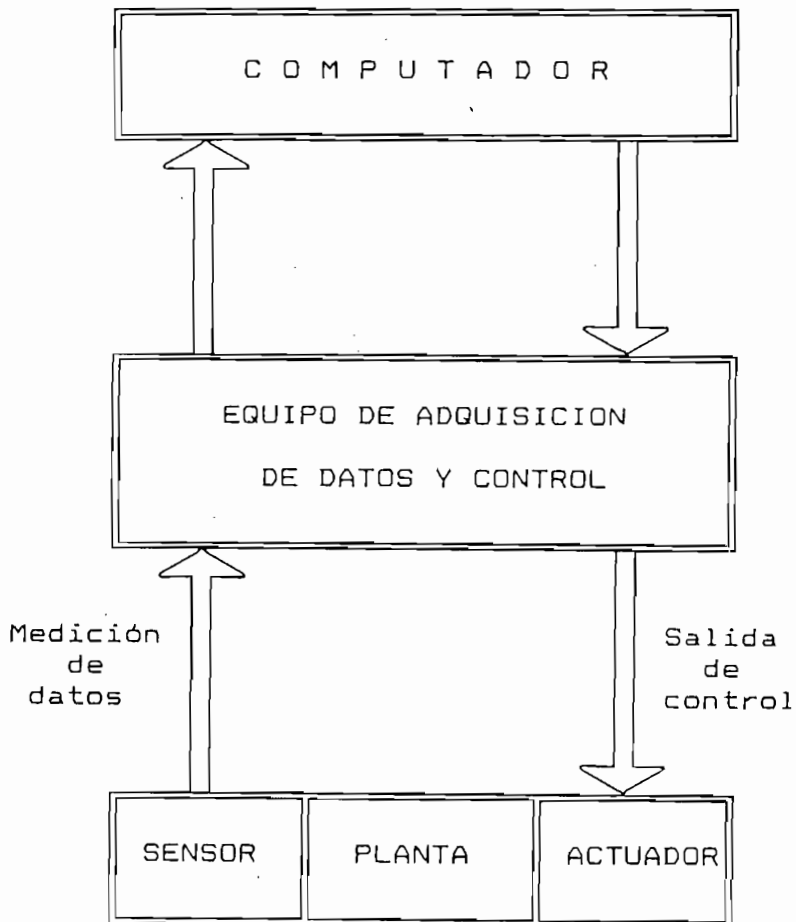 C O M P U T A D O R
EQUIPO DE ADQUISICION
DE DATOS Y CONTROL
Medición
de
datos
Salida
de
control
SENSOR
PLANTA
ACTUADOR